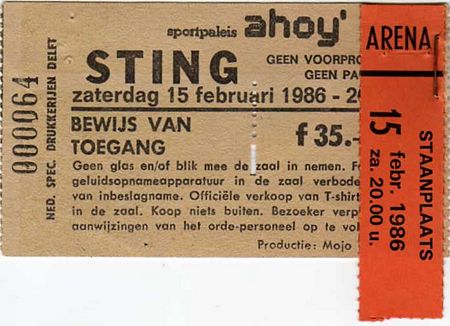 000064
NED. SPEC. DRUKKERIJEN DELFT
sportpaleis ahoy'
STING
GEEN VOORPRO
GEEN PA
zaterdag 15 februari 1986 - 2
BEWIJS VAN
TOEGANG
f 35.-
Geen glas en/of blik mee de zaal in nemen. Fo
geluidsopnameapparatuur in de zaal verbode
van inbeslagname. Officiële verkoop van T-shirt
in de zaal. Koop niets buiten. Bezoeker verp
aanwijzingen van het orde-personeel op te vol
Productie: Mojo
ARENA
STAANPLAATS
15 febr. 1986
za. 20.00 u.